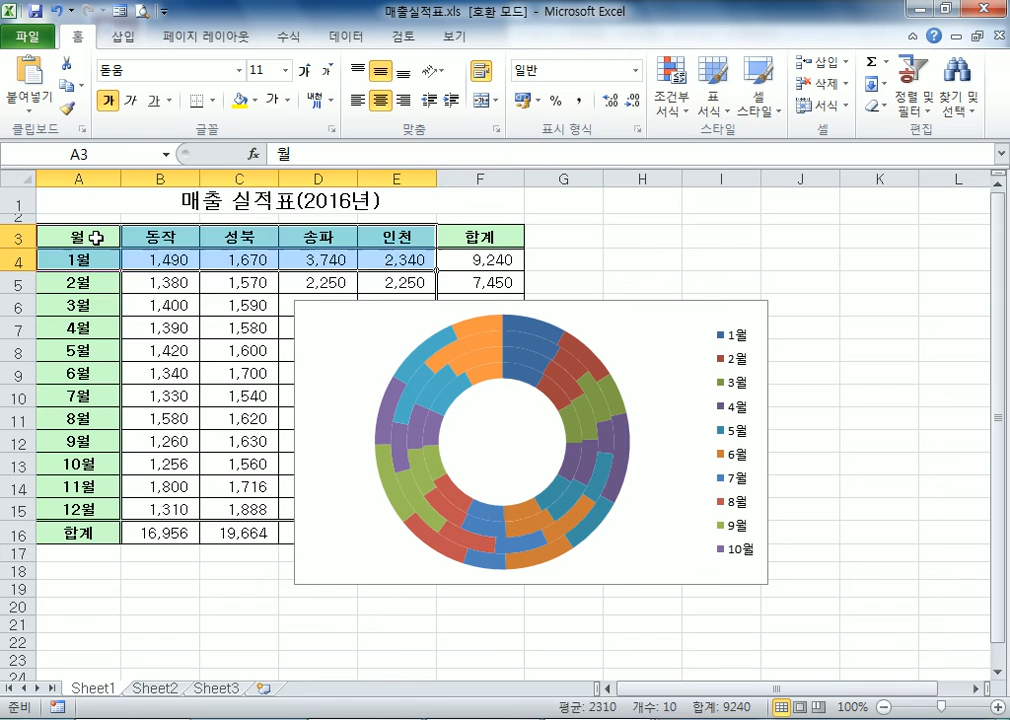 매출실적표.xls [호환 모드] - Microsoft Excel
파일 홈 삽입 페이지 레이아웃 수식 데이터 검토 보기
붙여넣기
클립보드
돋움 11
가 가 가 가 내천
글꼴
맞춤
일반
표시 형식
조건부 서식
표 서식
셀 스타일
스타일
삽입
삭제
서식
셀
정렬 및 필터
찾기 및 선택
편집
A3 fx 월
A B C D E F G H I J K L
1 매출 실적표(2016년)
2
3 월 동작 성북 송파 인천 합계
4 1월 1,490 1,670 3,740 2,340 9,240
5 2월 1,380 1,570 2,250 2,250 7,450
6 3월 1,400 1,590
7 4월 1,390 1,580
8 5월 1,420 1,600
9 6월 1,340 1,700
10 7월 1,330 1,540
11 8월 1,580 1,620
12 9월 1,260 1,630
13 10월 1,256 1,560
14 11월 1,800 1,716
15 12월 1,310 1,888
16 합계 16,956 19,664
17
18
19
20
21
22
23
24
1월
2월
3월
4월
5월
6월
7월
8월
9월
10월
Sheet1 Sheet2 Sheet3
준비 평균: 2310 개수: 10 합계: 9240 100%